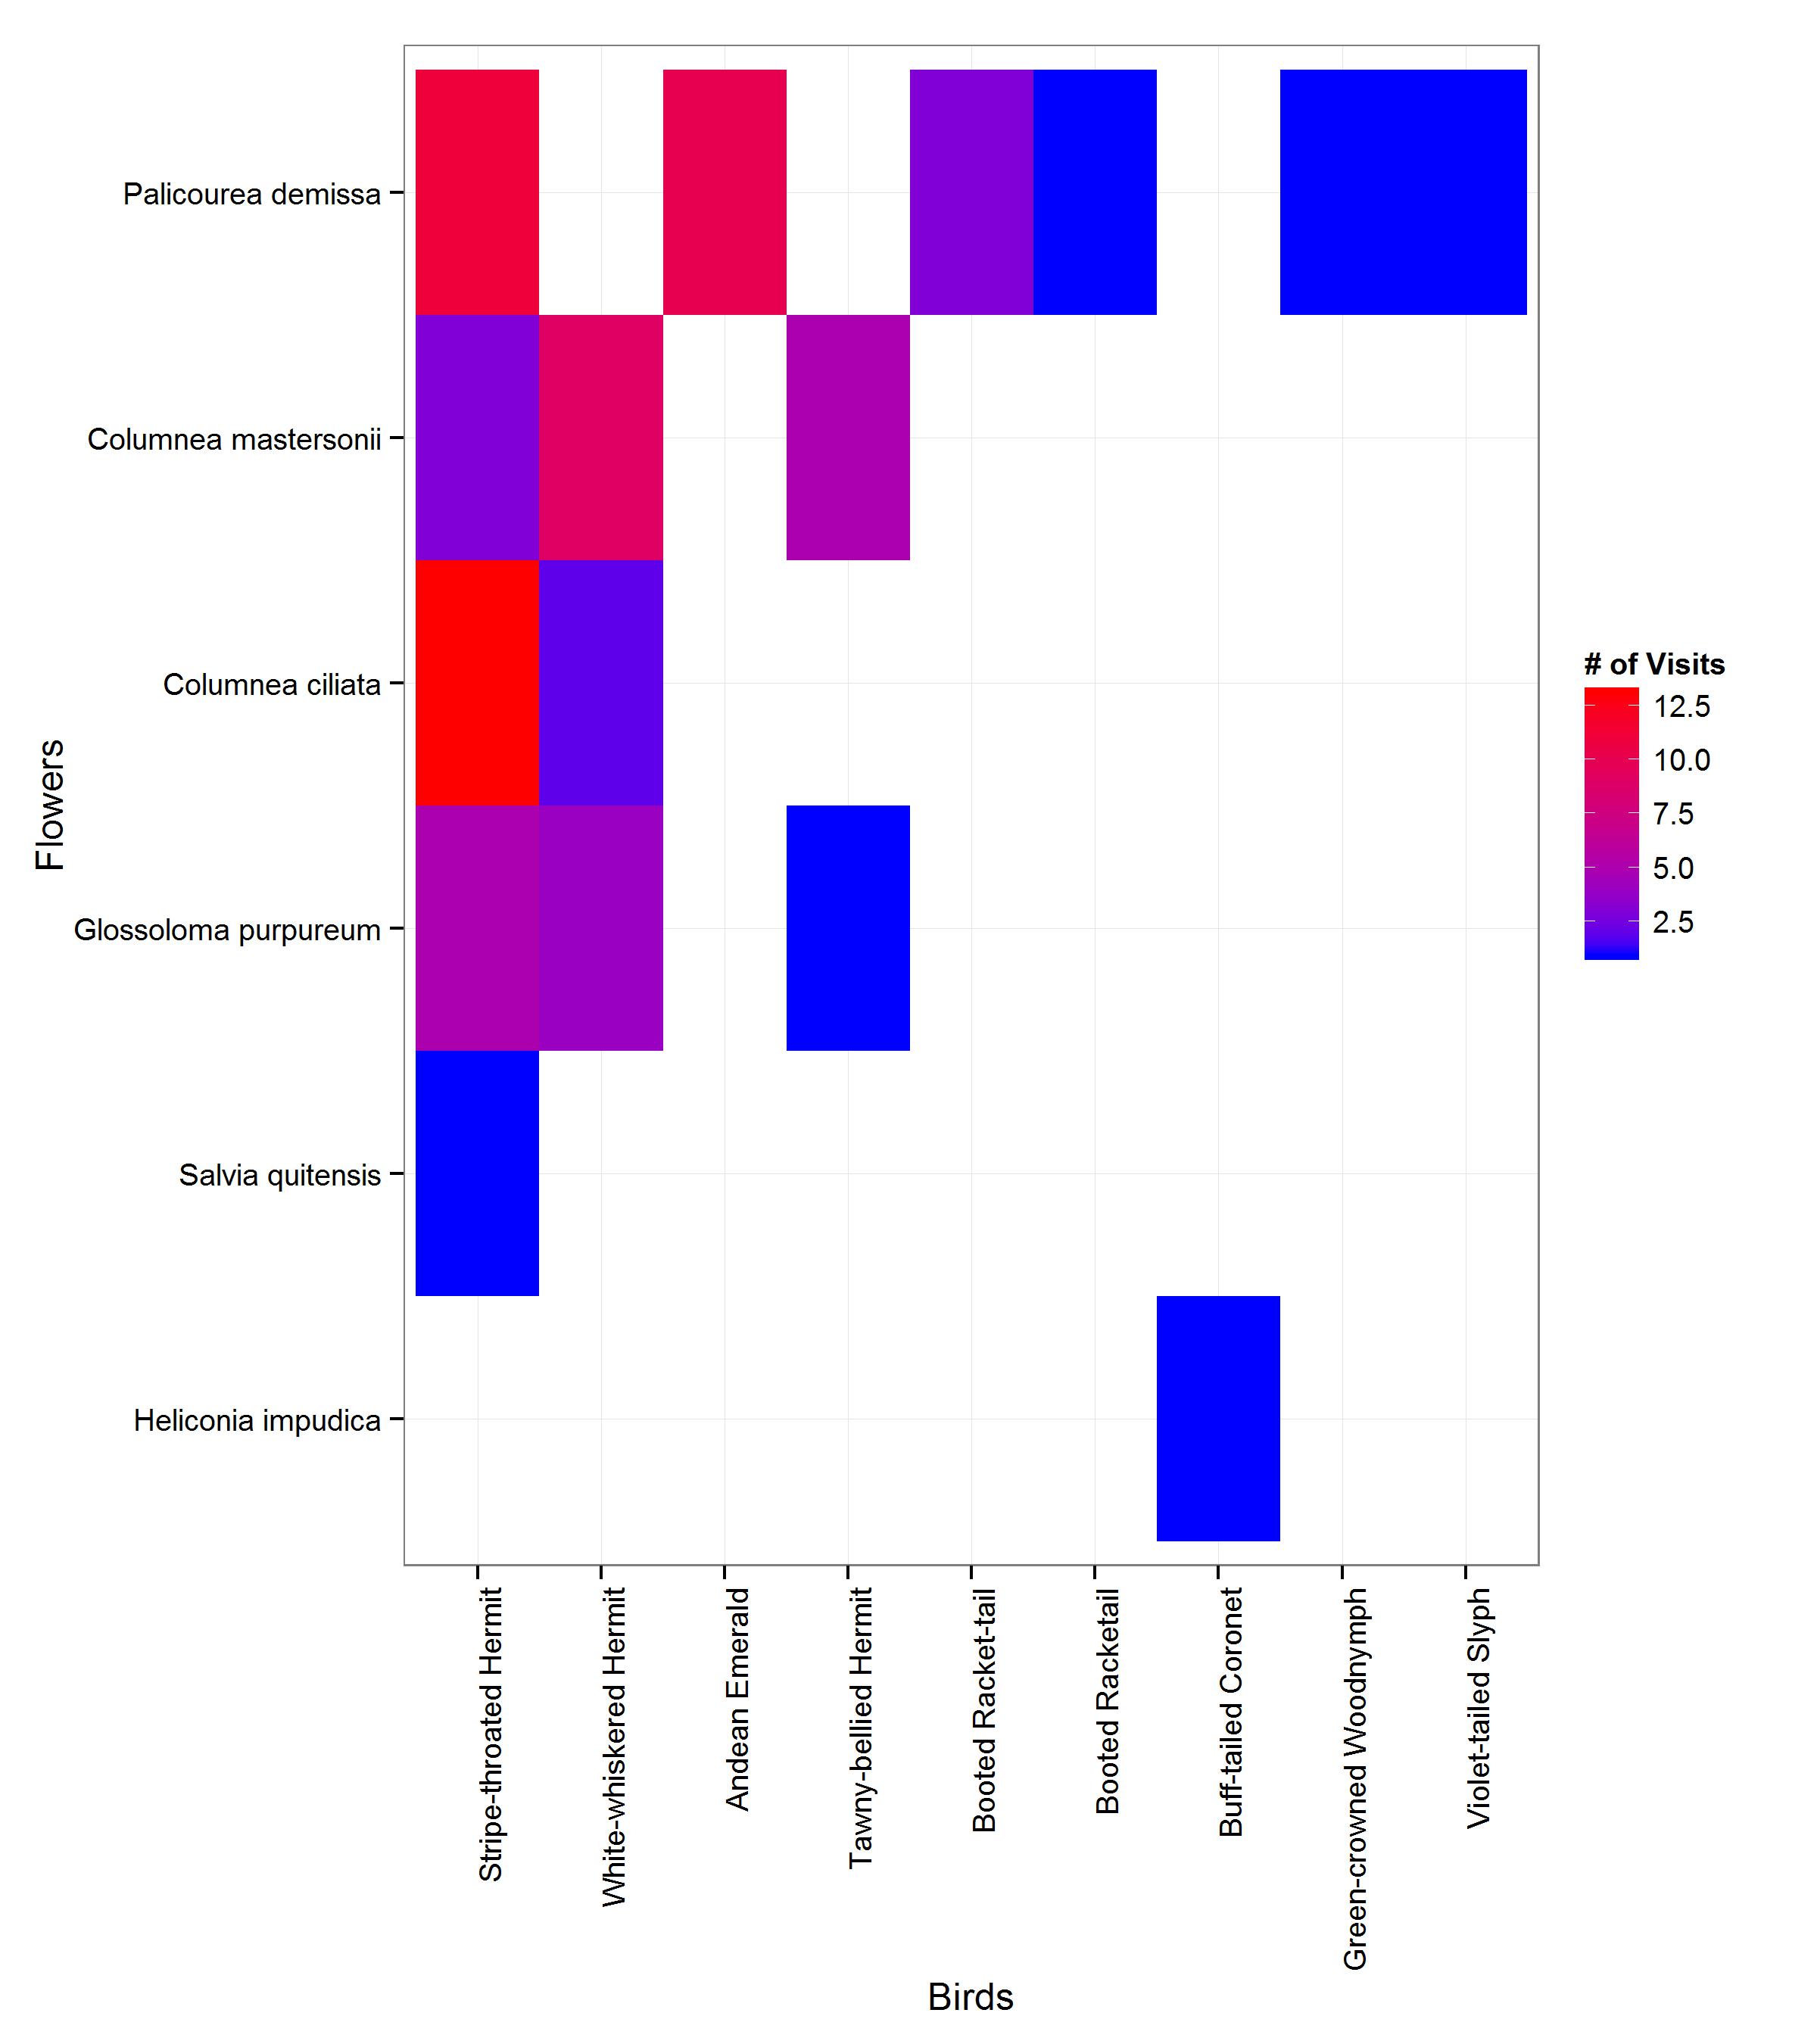 Palicourea demissa
Columnea mastersonii
Columnea ciliata
Glossoloma purpureum
Salvia quitensis
Heliconia impudica
Flowers
# of Visits
12.5
10.0
7.5
5.0
2.5
Stripe-throated Hermit
White-whiskered Hermit
Andean Emerald
Tawny-bellied Hermit
Booted Racket-tail
Booted Racketail
Buff-tailed Coronet
Green-crowned Woodnymph
Violet-tailed Slyph
Birds